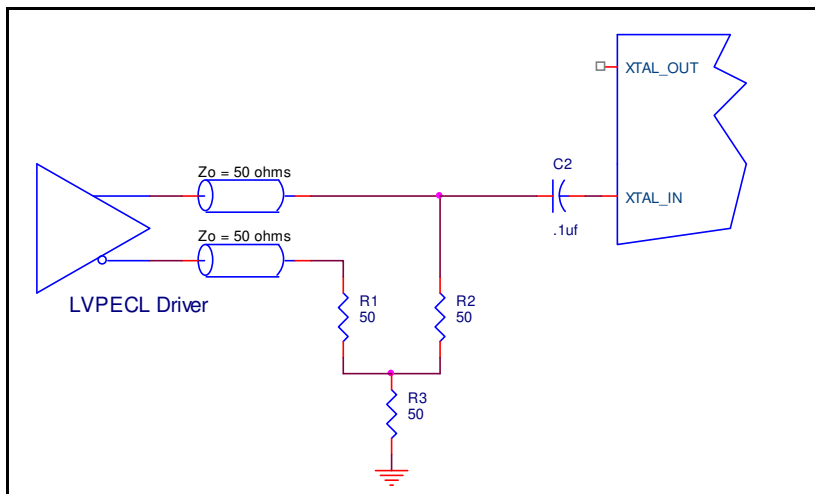 XTAL_OUT
Zo = 50 ohms
C2
XTAL_IN
.1uf
Zo = 50 ohms
LVPECL Driver
R1
50
R2
50
R3
50